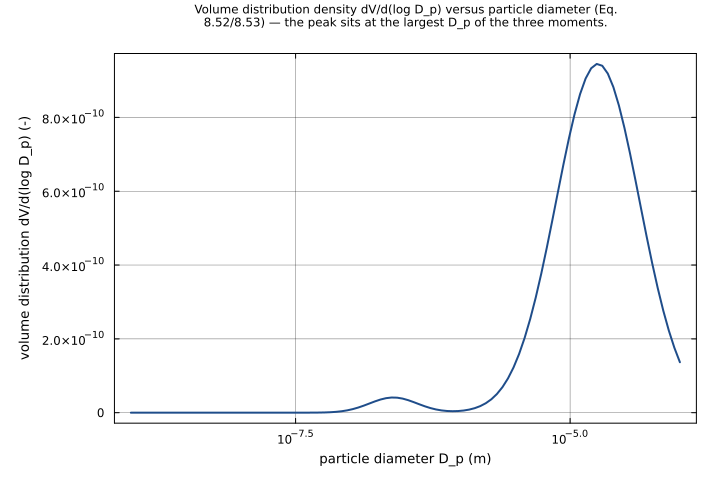 Volume distribution density dV/d(log D_p) versus particle diameter (Eq.
8.52/8.53) — the peak sits at the largest D_p of the three moments.
volume distribution dV/d(log D_p) (-)
8.0×10⁻¹⁰
6.0×10⁻¹⁰
4.0×10⁻¹⁰
2.0×10⁻¹⁰
0
10⁻⁷·⁵
10⁻⁵·⁰
particle diameter D_p (m)